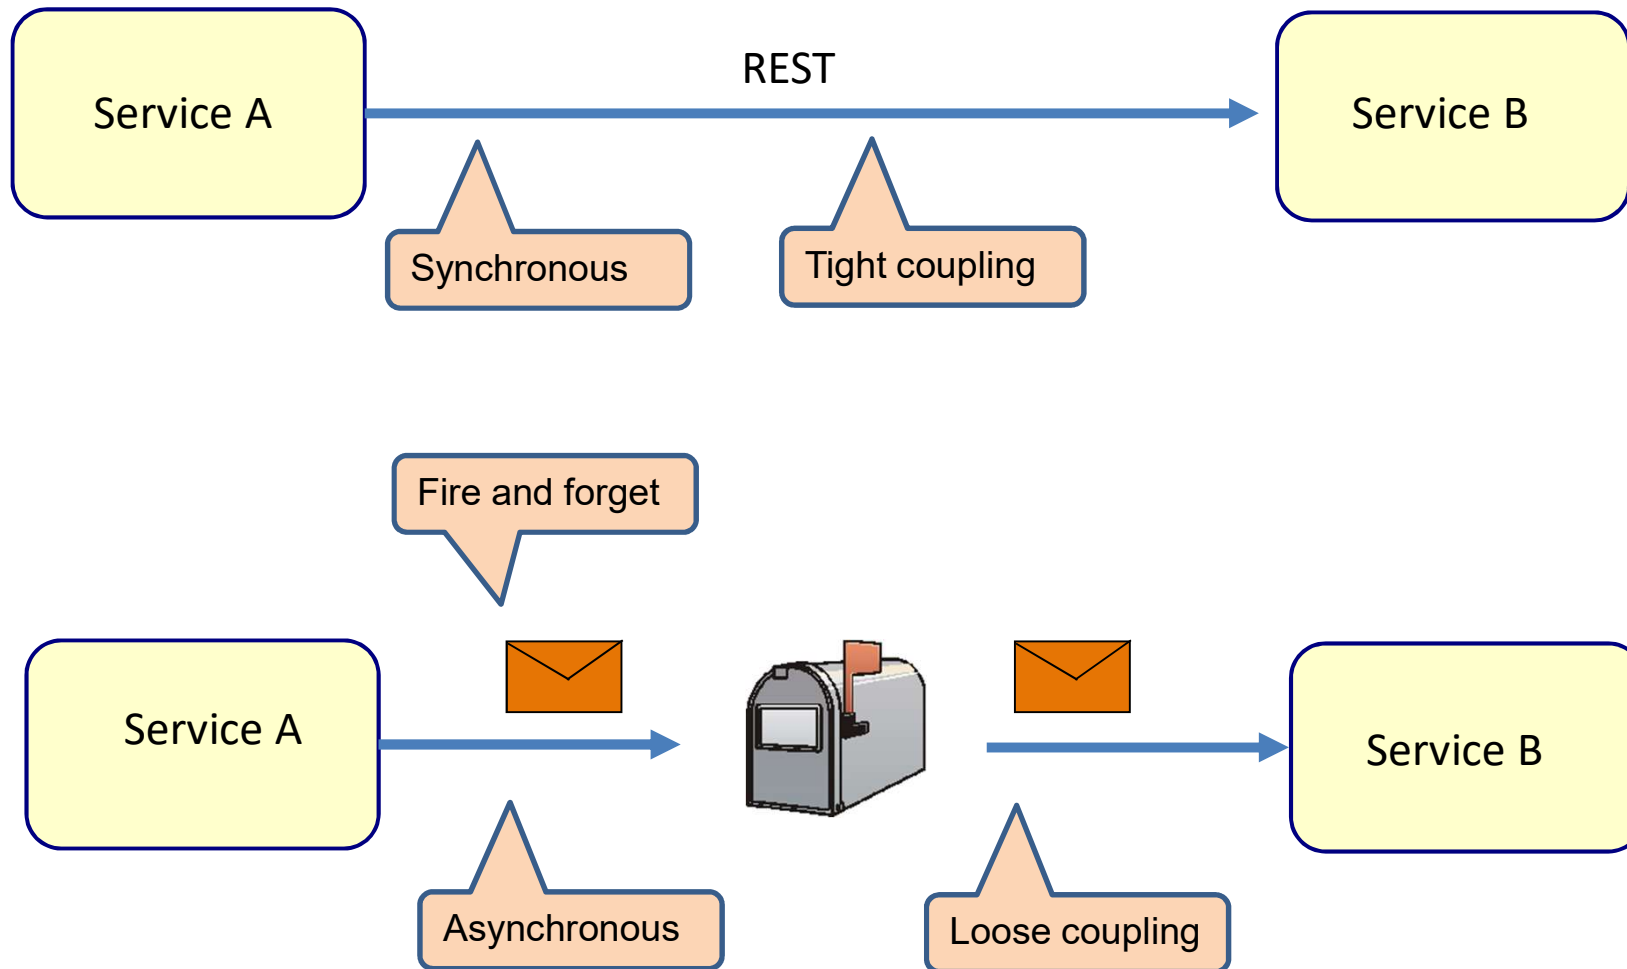 REST
Service A
Service B
Synchronous
Tight coupling
Fire and forget
Service A
Service B
Asynchronous
Loose coupling